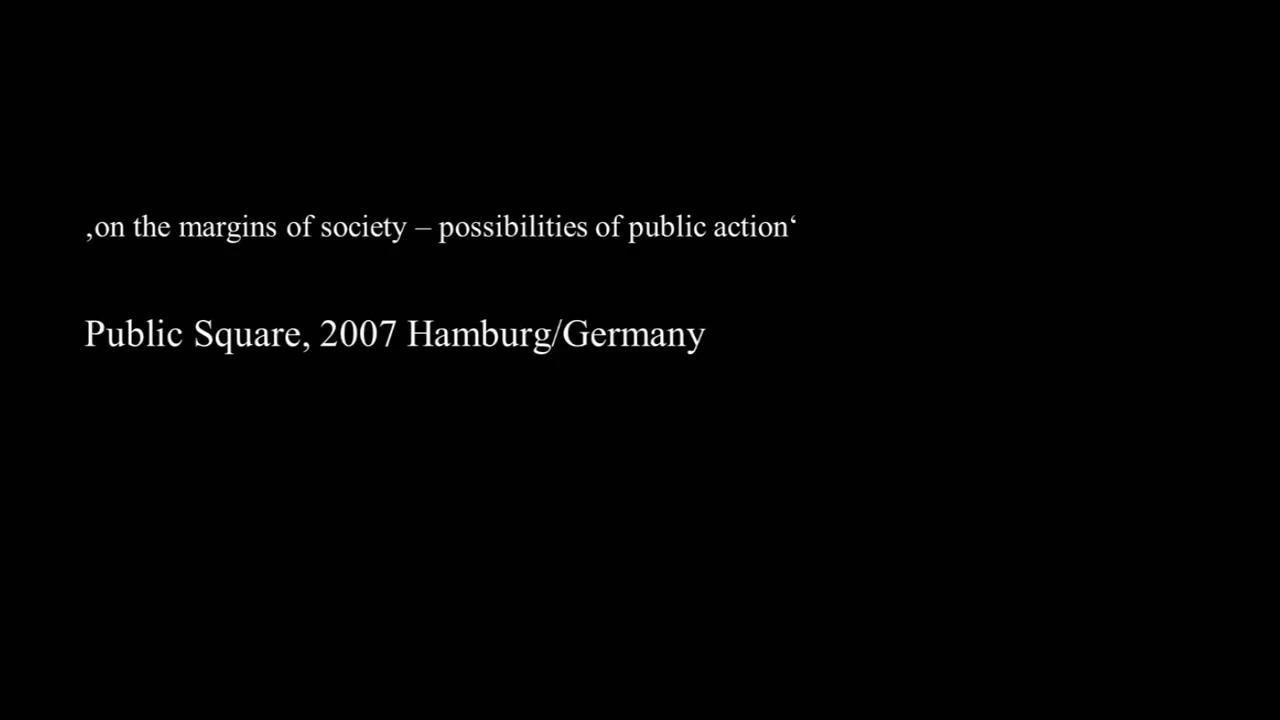 ‚on the margins of society – possibilities of public action‘
Public Square, 2007 Hamburg/Germany